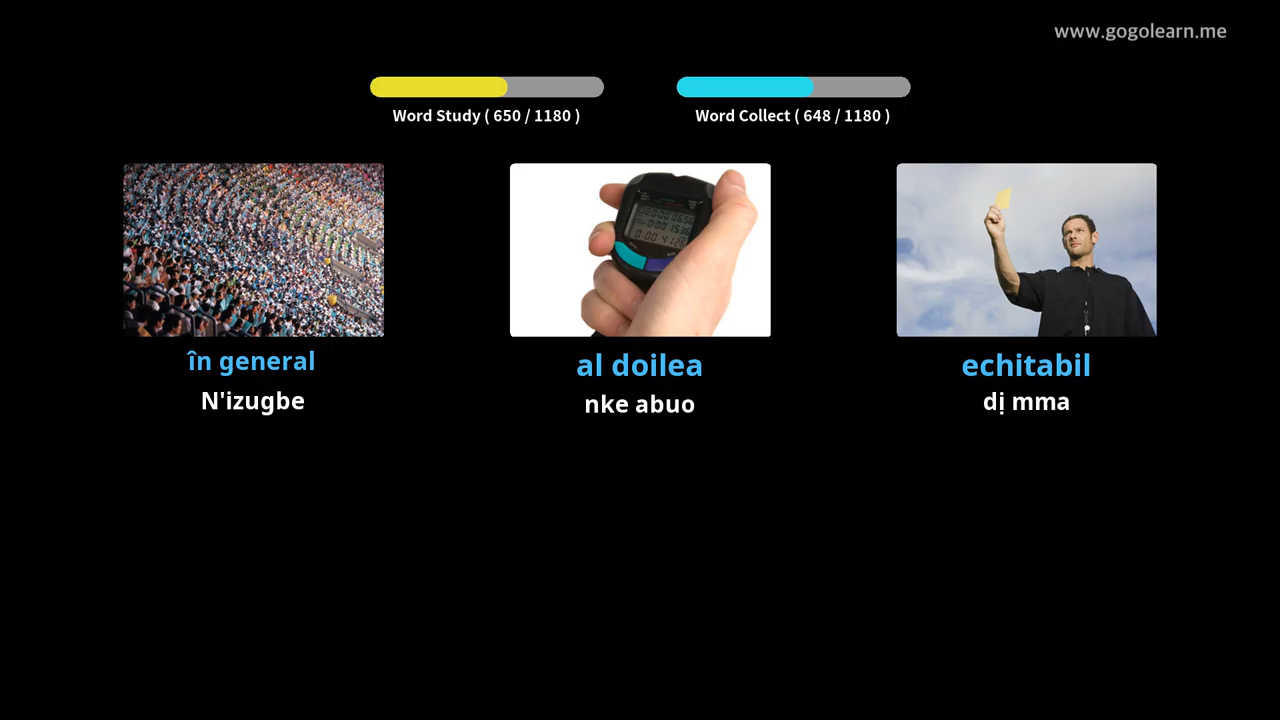 www.gogolearn.me
Word Study ( 650 / 1180 )
Word Collect ( 648 / 1180 )
în general
N'izugbe
al doilea
nke abuo
echitabil
dị mma